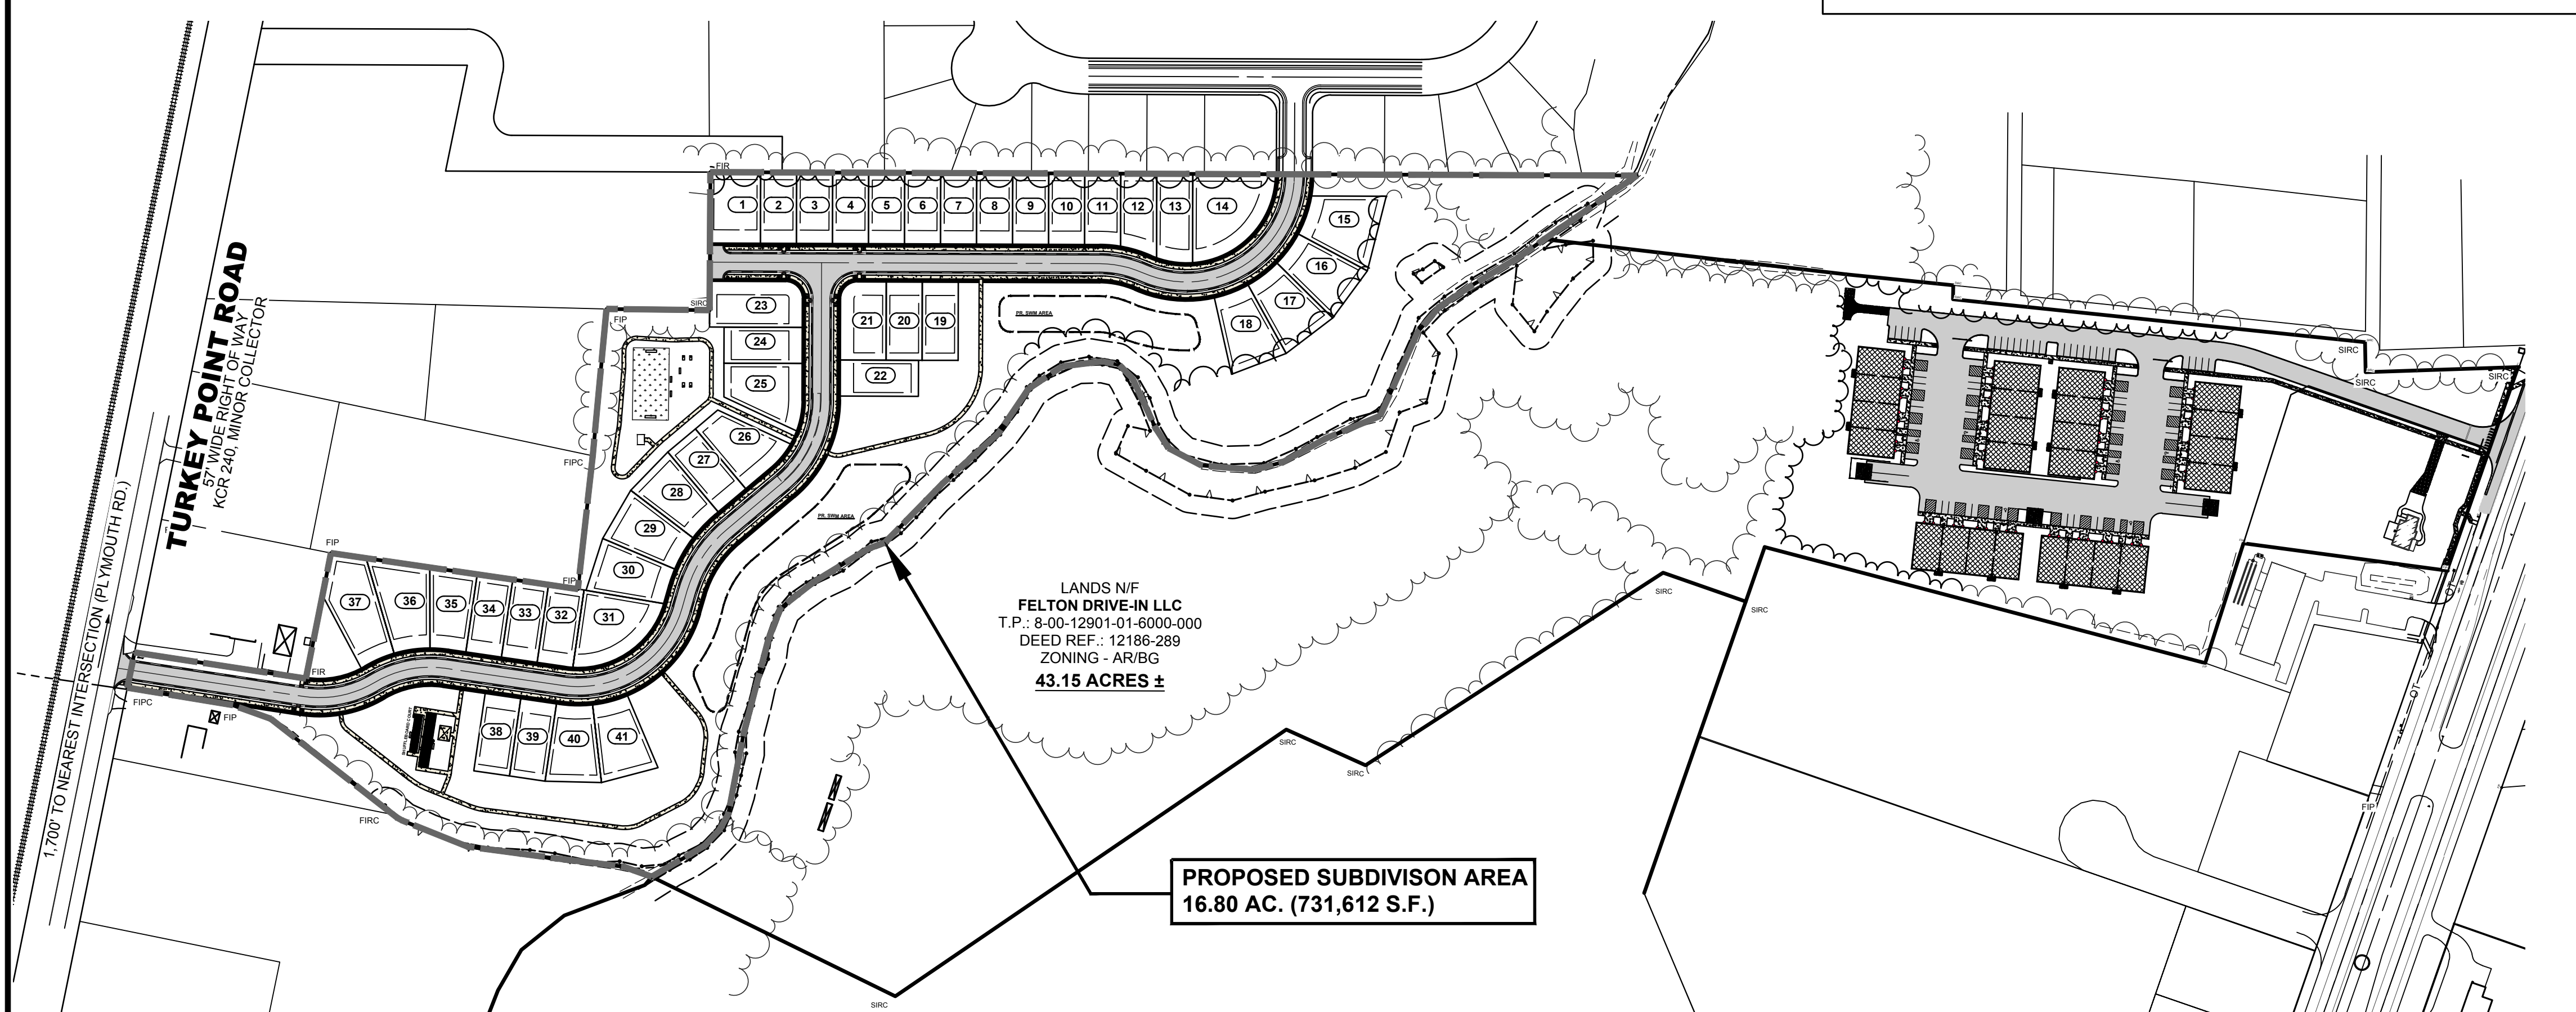 TURKEY POINT ROAD
57' WIDE RIGHT OF WAY
KCR 240, MINOR COLLECTOR
1,700' TO NEAREST INTERSECTION (PLYMOUTH RD.)
FIR
1
2
3
4
5
6
7
8
9
10
11
12
13
14
15
16
17
18
SIRC
FIP
23
24
25
21
20
19
22
PR. SWM AREA
26
27
28
29
30
FIPC
PR. SWM AREA
FIP
FIP
37
36
35
34
33
32
31
FIR
FIPC
FIP
SHUFFLEBOARD COURT
38
39
40
41
FIRC
LANDS N/F
FELTON DRIVE-IN LLC
T.P.: 8-00-12901-01-6000-000
DEED REF.: 12186-289
ZONING - AR/BG
43.15 ACRES ±
PROPOSED SUBDIVISON AREA
16.80 AC. (731,612 S.F.)
SIRC
SIRC
SIRC
SIRC
SIRC
SIRC
SIRC
SIRC
FIP
OT